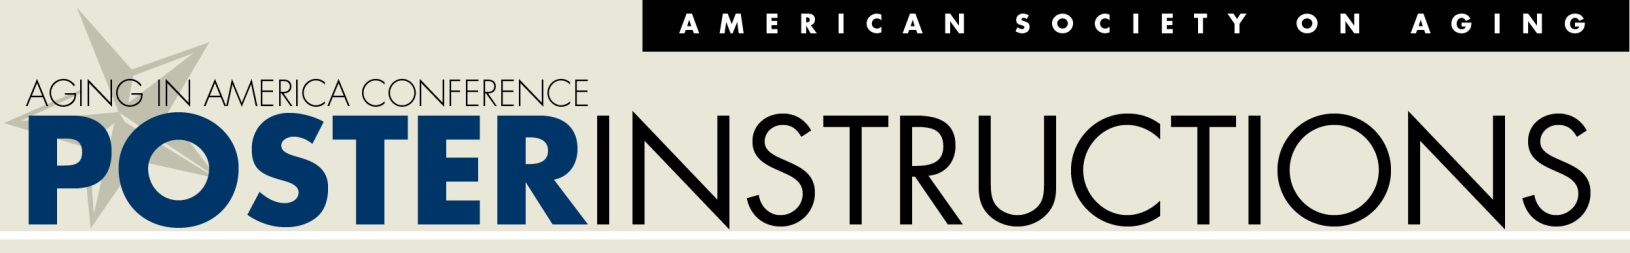 AMERICAN SOCIETY ON AGING
AGING IN AMERICA CONFERENCE
POSTERINSTRUCTIONS